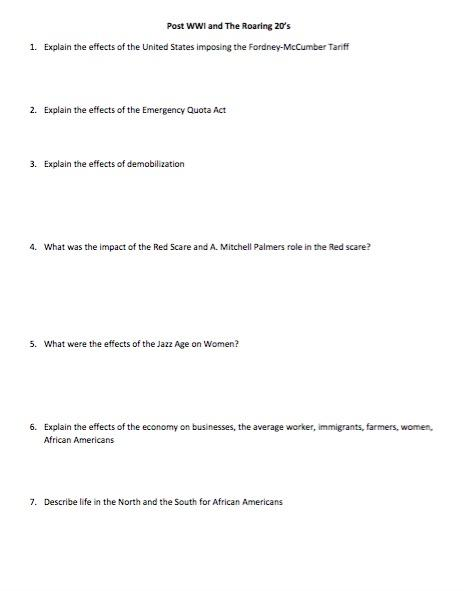 Post WWI and The Roaring 20's
1. Explain the effects of the United States imposing the Fordney-McCumber Tariff
2. Explain the effects of the Emergency Quota Act
3. Explain the effects of demobilization
4. What was the impact of the Red Scare and A. Mitchell Palmers role in the Red scare?
5. What were the effects of the Jazz Age on Women?
6. Explain the effects of the economy on businesses, the average worker, immigrants, farmers, women,
African Americans
7. Describe life in the North and the South for African Americans